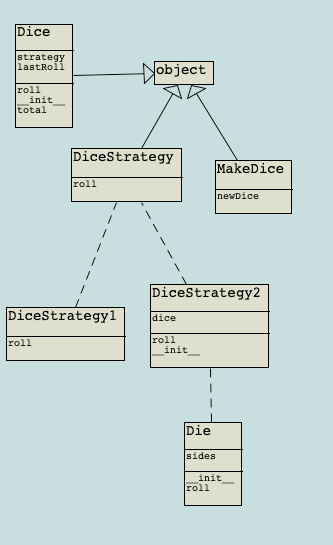 Dice
strategy
lastRoll
roll
__init__
total
object
DiceStrategy
roll
MakeDice
newDice
DiceStrategy1
roll
DiceStrategy2
dice
roll
__init__
Die
sides
__init__
roll